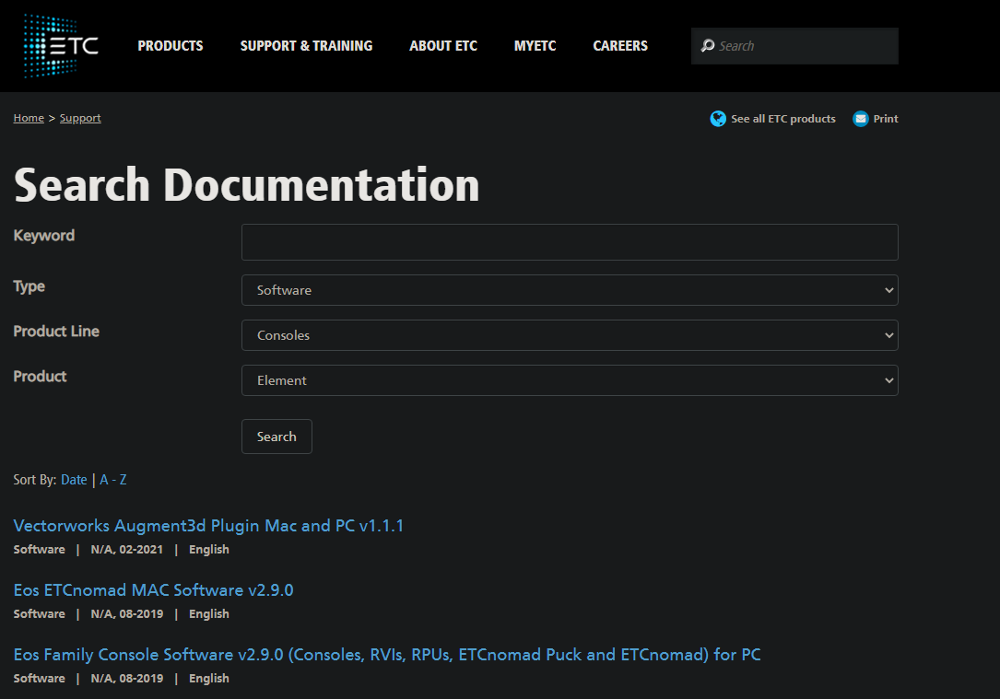 ETC PRODUCTS SUPPORT & TRAINING ABOUT ETC MYETC CAREERS Search
Home > Support See all ETC products Print
Search Documentation
Keyword
Type Software
Product Line Consoles
Product Element
Search
Sort By: Date | A - Z
Vectorworks Augment3d Plugin Mac and PC v1.1.1
Software | N/A, 02-2021 | English
Eos ETCnomad MAC Software v2.9.0
Software | N/A, 08-2019 | English
Eos Family Console Software v2.9.0 (Consoles, RVIs, RPUs, ETCnomad Puck and ETCnomad) for PC
Software | N/A, 08-2019 | English